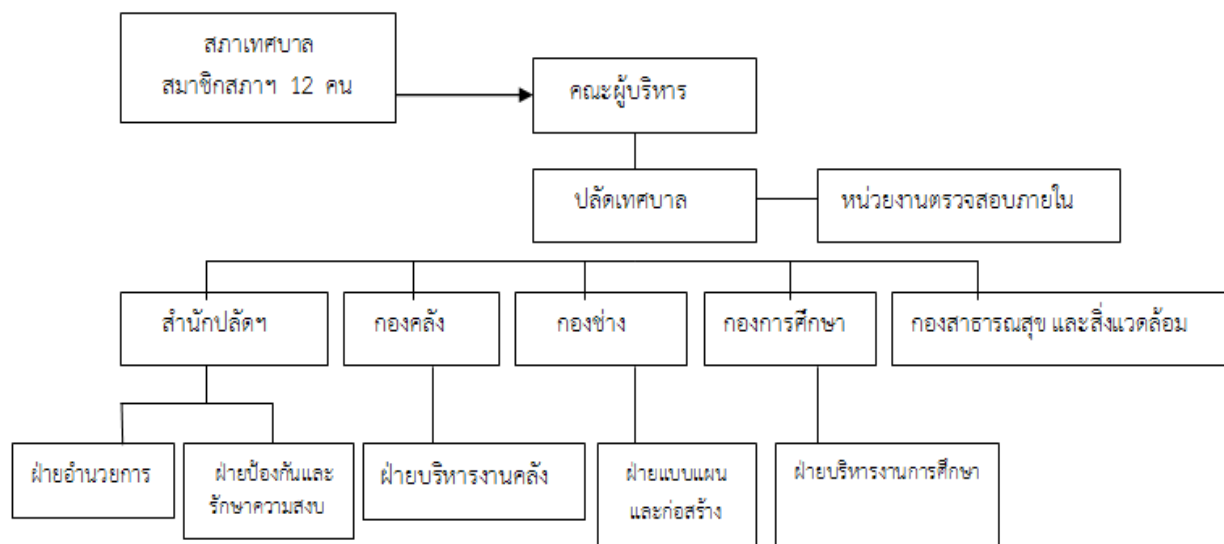 สภาเทศบาล
สมาชิกสภาฯ 12 คน
คณะผู้บริหาร
ปลัดเทศบาล
หน่วยงานตรวจสอบภายใน
สำนักปลัดฯ
กองคลัง
กองช่าง
กองการศึกษา
กองสาธารณสุข และสิ่งแวดล้อม
ฝ่ายอำนวยการ
ฝ่ายป้องกันและ
รักษาความสงบ
ฝ่ายบริหารงานคลัง
ฝ่ายแบบแผน
และก่อสร้าง
ฝ่ายบริหารงานการศึกษา